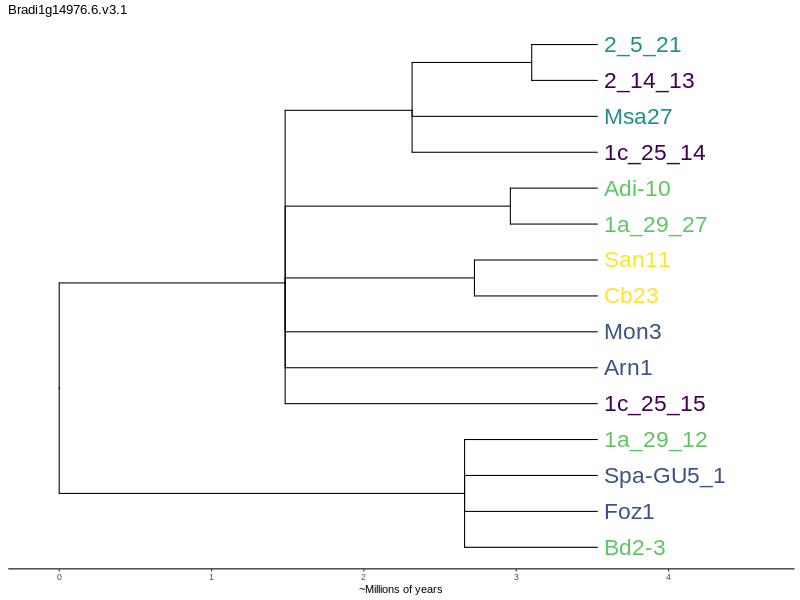 Bradi1g14976.6.v3.1
2_5_21
2_14_13
Msa27
1c_25_14
Adi-10
1a_29_27
San11
Cb23
Mon3
Arn1
1c_25_15
1a_29_12
Spa-GU5_1
Foz1
Bd2-3
0 1 2 3 4
~Millions of years